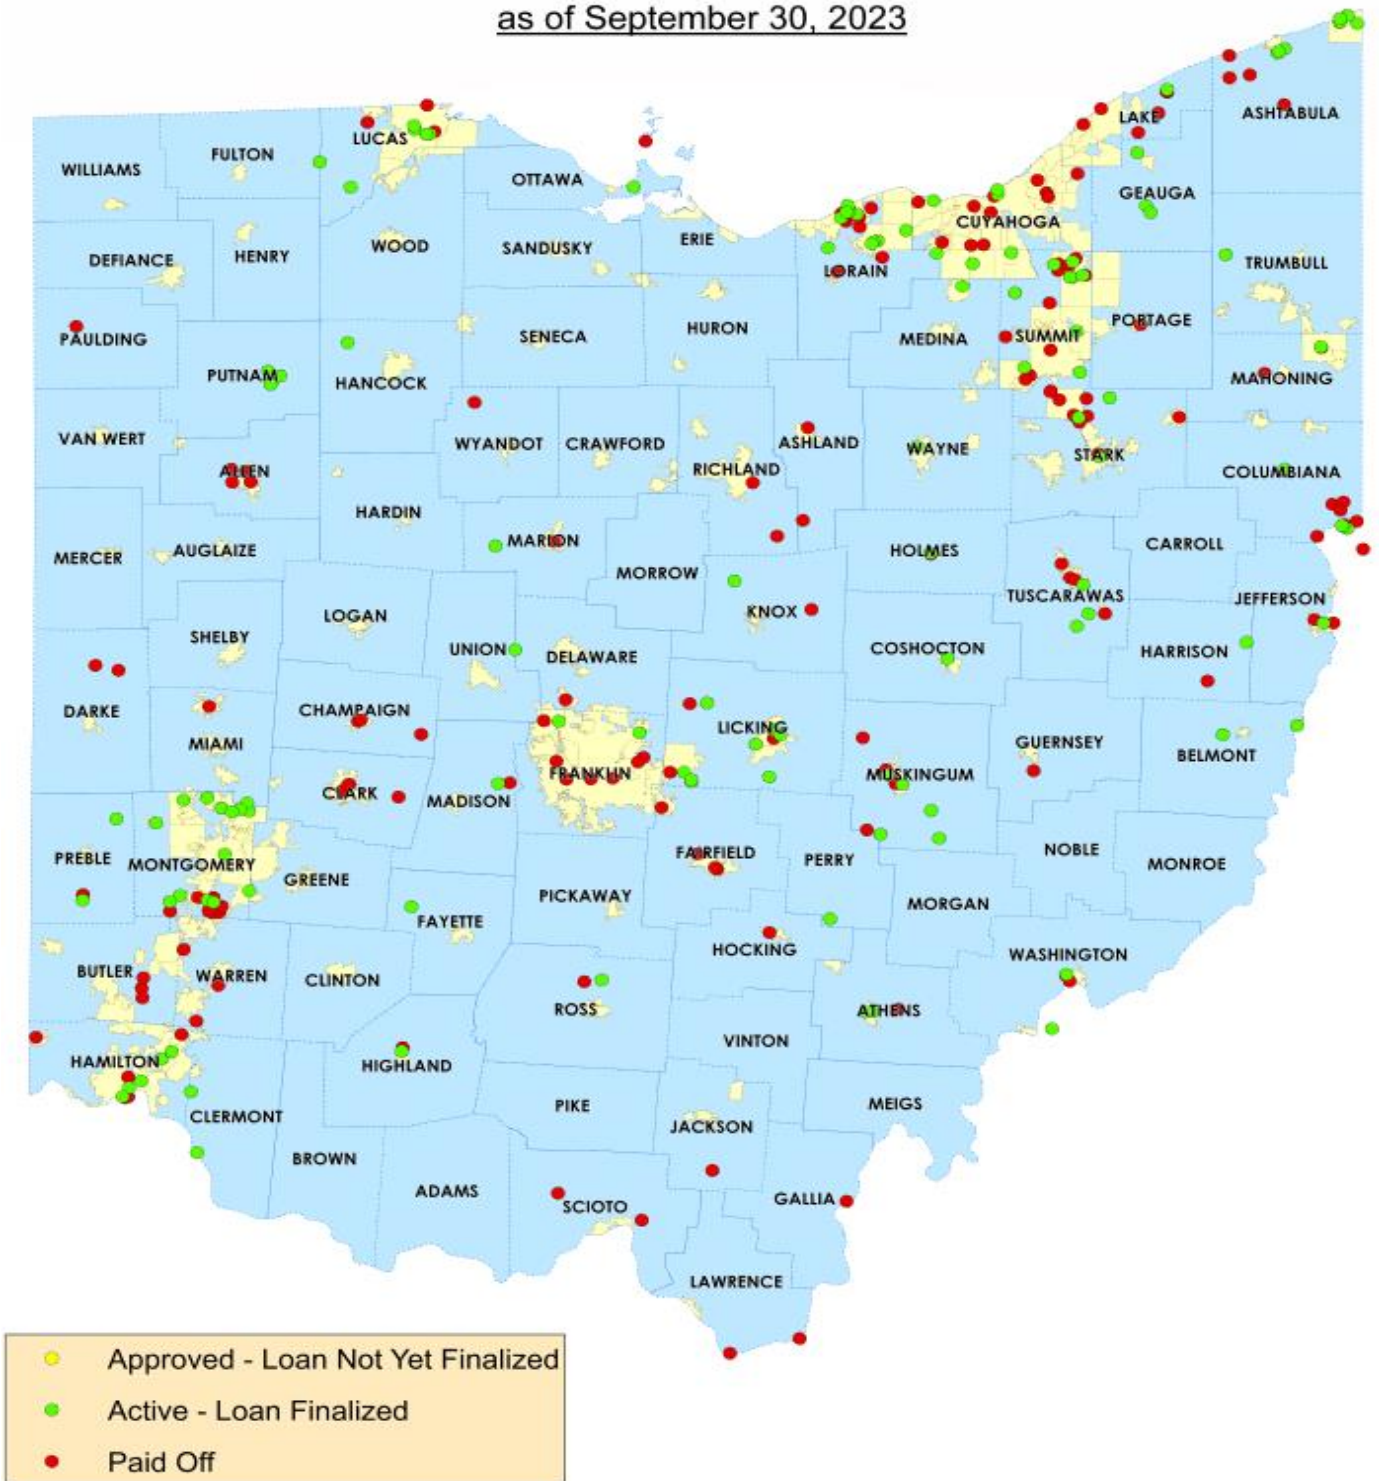 as of September 30, 2023
LAKE
ASHTABULA
LUCAS
FULTON
WILLIAMS
OTTAWA
GEAUGA
CUYAHOGA
ERIE
WOOD
SANDUSKY
HENRY
DEFIANCE
LORAIN
TRUMBULL
PORTAGE
HURON
SENECA
SUMMIT
MEDINA
PAULDING
PUTNAM
HANCOCK
MAHONING
VAN WERT
WYANDOT
CRAWFORD
ASHLAND
WAYNE
STARK
RICHLAND
ALLEN
COLUMBIANA
HARDIN
MARION
AUGLAIZE
MERCER
HOLMES
CARROLL
MORROW
TUSCARAWAS
JEFFERSON
KNOX
LOGAN
SHELBY
UNION
DELAWARE
COSHOCTON
HARRISON
DARKE
CHAMPAIGN
LICKING
MIAMI
GUERNSEY
BELMONT
FRANKLIN
MUSKINGUM
CLARK
MADISON
PREBLE
MONTGOMERY
FAIRFIELD
PERRY
NOBLE
MONROE
GREENE
PICKAWAY
MORGAN
FAYETTE
HOCKING
WASHINGTON
BUTLER
WARREN
CLINTON
ROSS
ATHENS
VINTON
HAMILTON
HIGHLAND
PIKE
MEIGS
CLERMONT
JACKSON
BROWN
ADAMS
SCIOTO
GALLIA
LAWRENCE
Approved - Loan Not Yet Finalized
Active - Loan Finalized
Paid Off